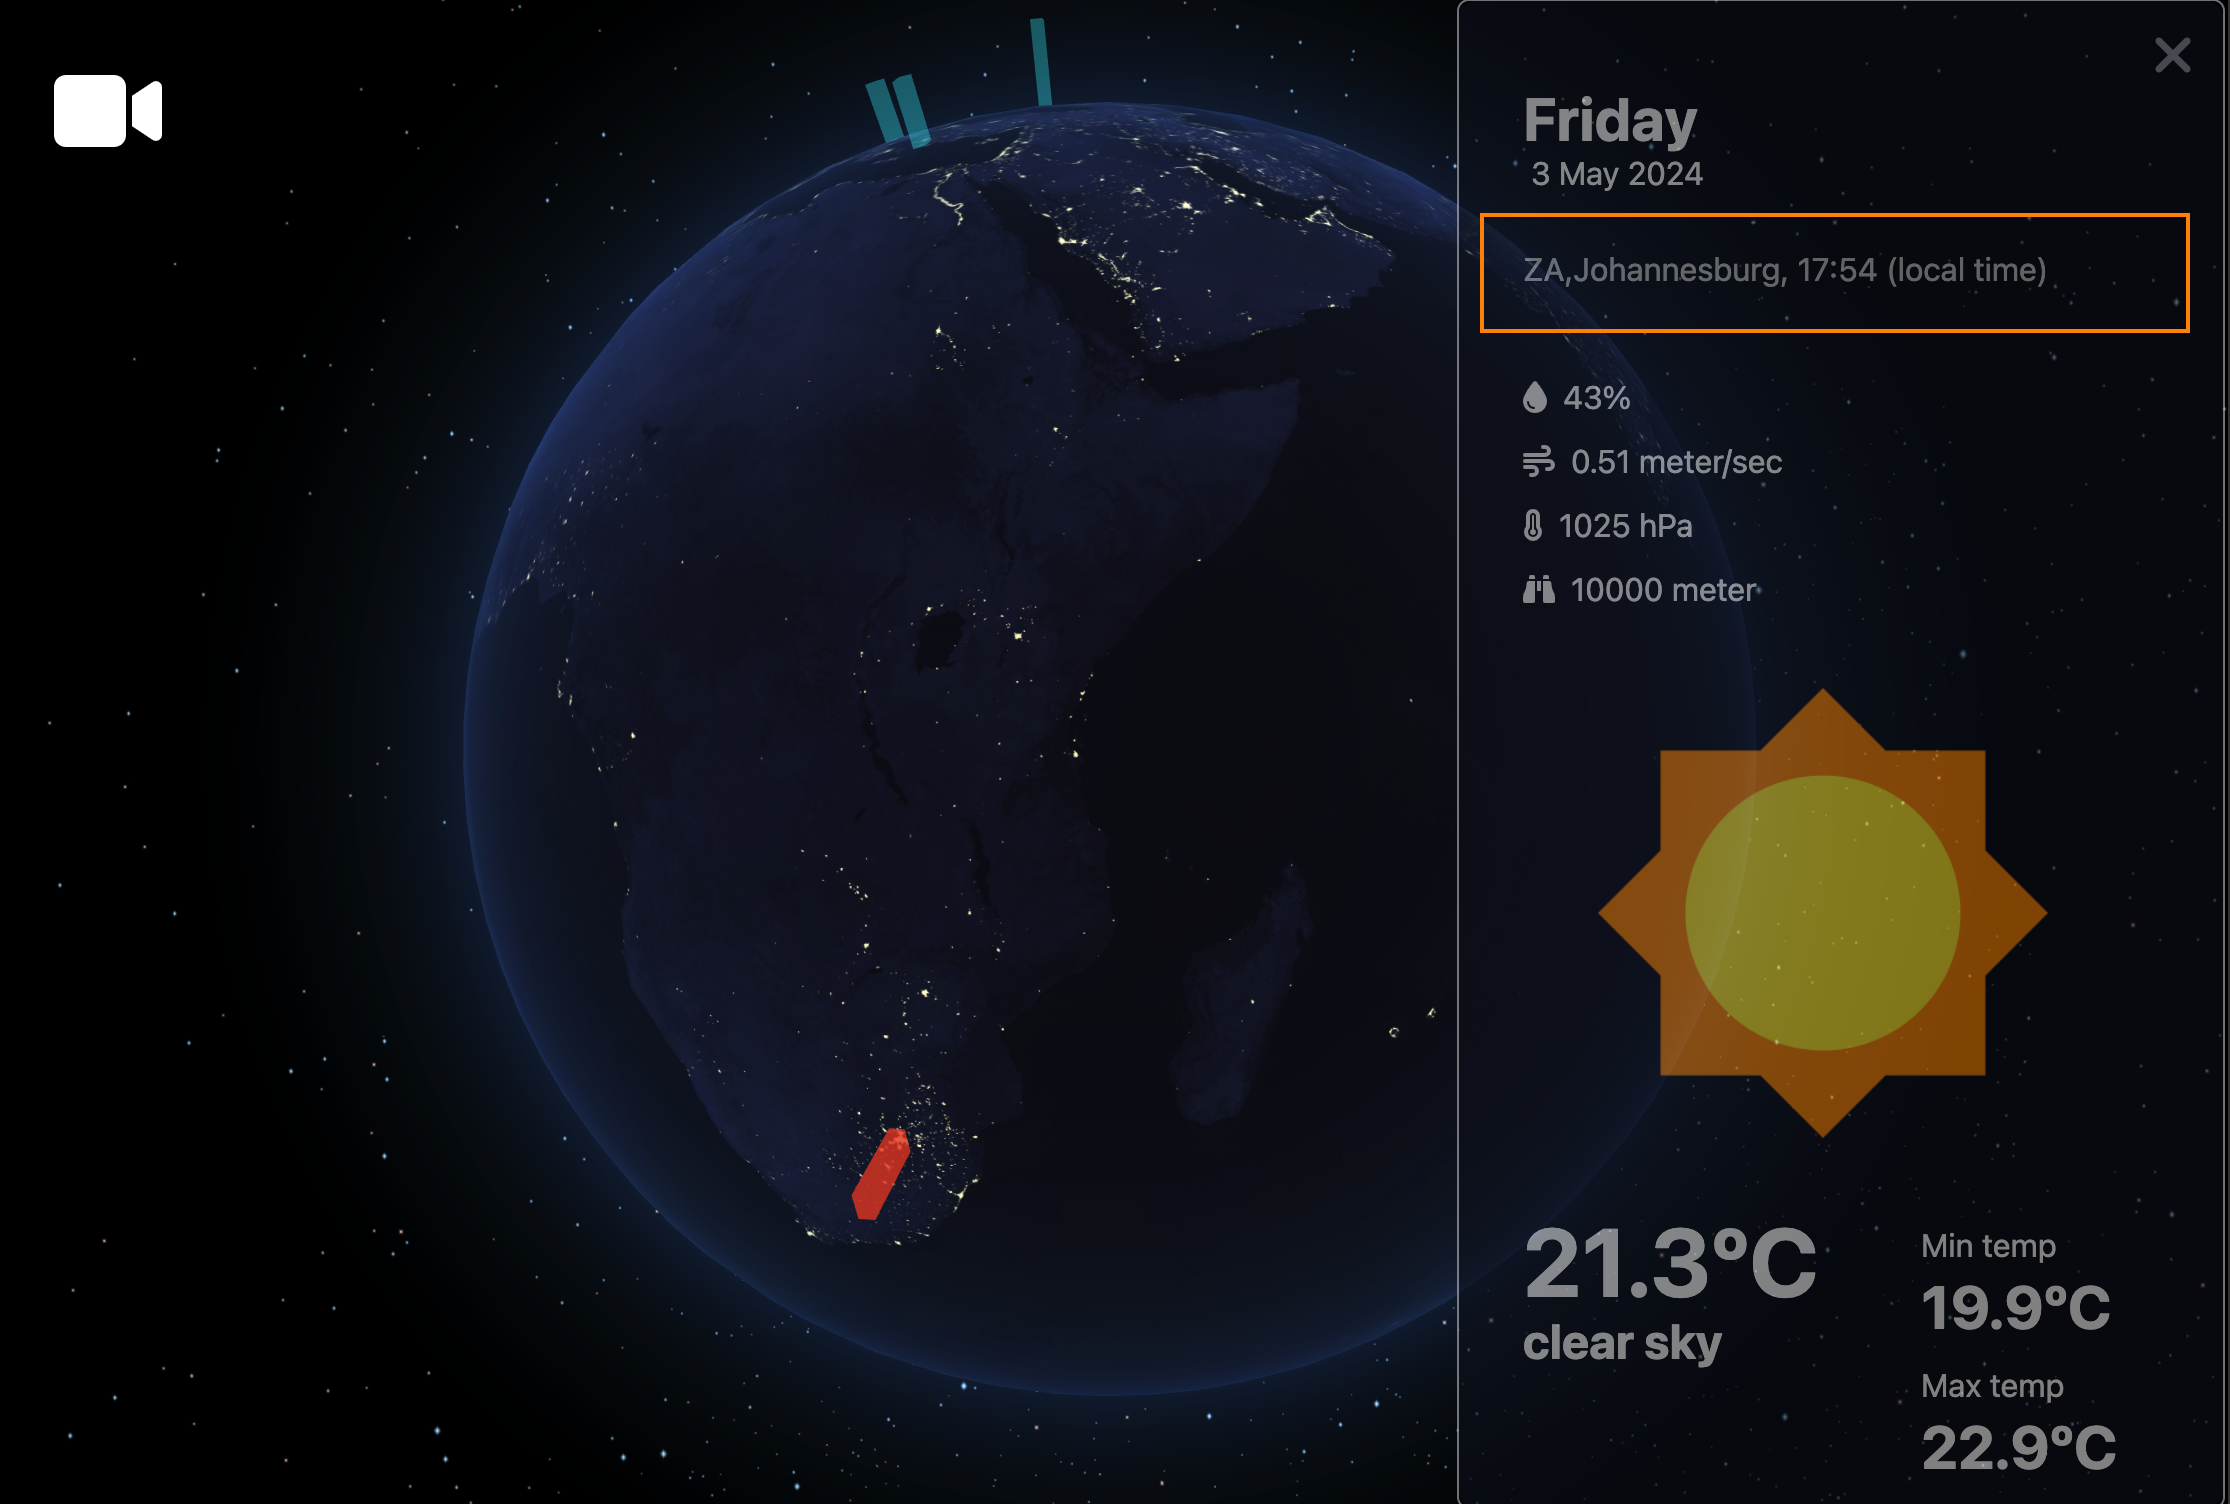 Friday
3 May 2024
ZA,Johannesburg, 17:54 (local time)
43%
0.51 meter/sec
1025 hPa
10000 meter
21.3°C
clear sky
Min temp
19.9°C
Max temp
22.9°C